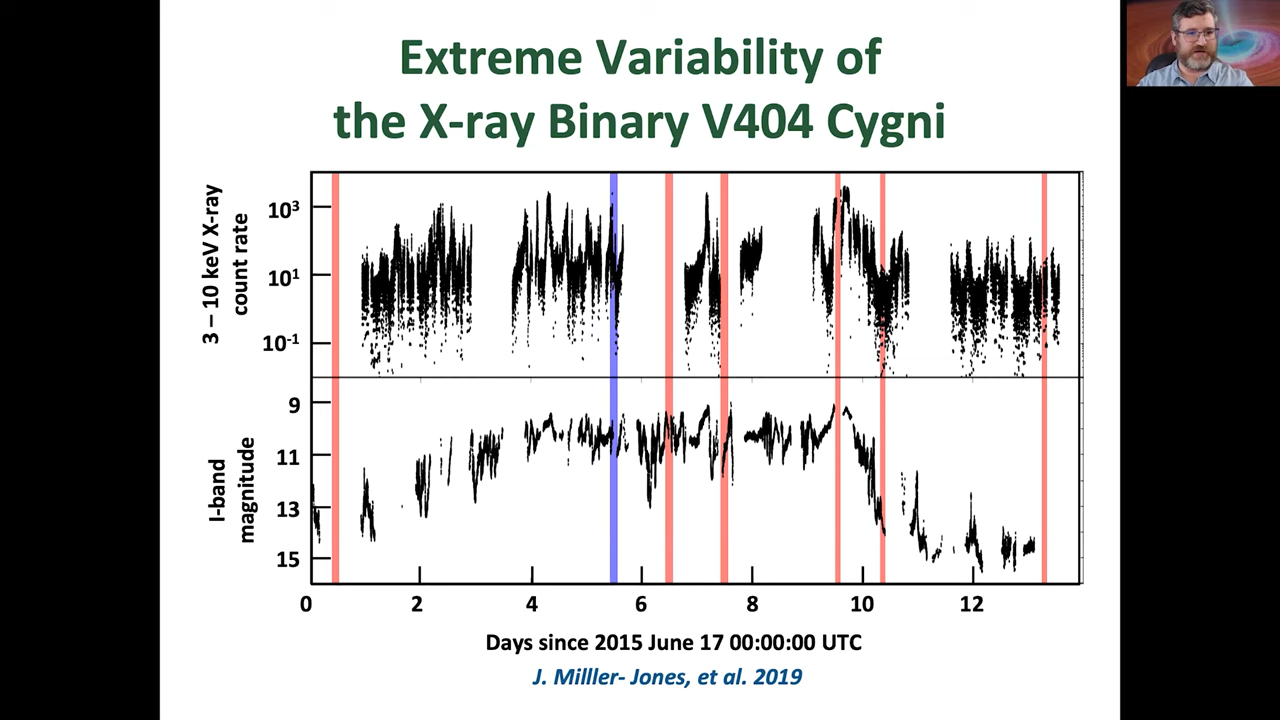 Extreme Variability of
the X-ray Binary V404 Cygni
3 – 10 keV X-ray
count rate
10³
10¹
10⁻¹
I-band
magnitude
9
11
13
15
0 2 4 6 8 10 12
Days since 2015 June 17 00:00:00 UTC
J. Milller- Jones, et al. 2019